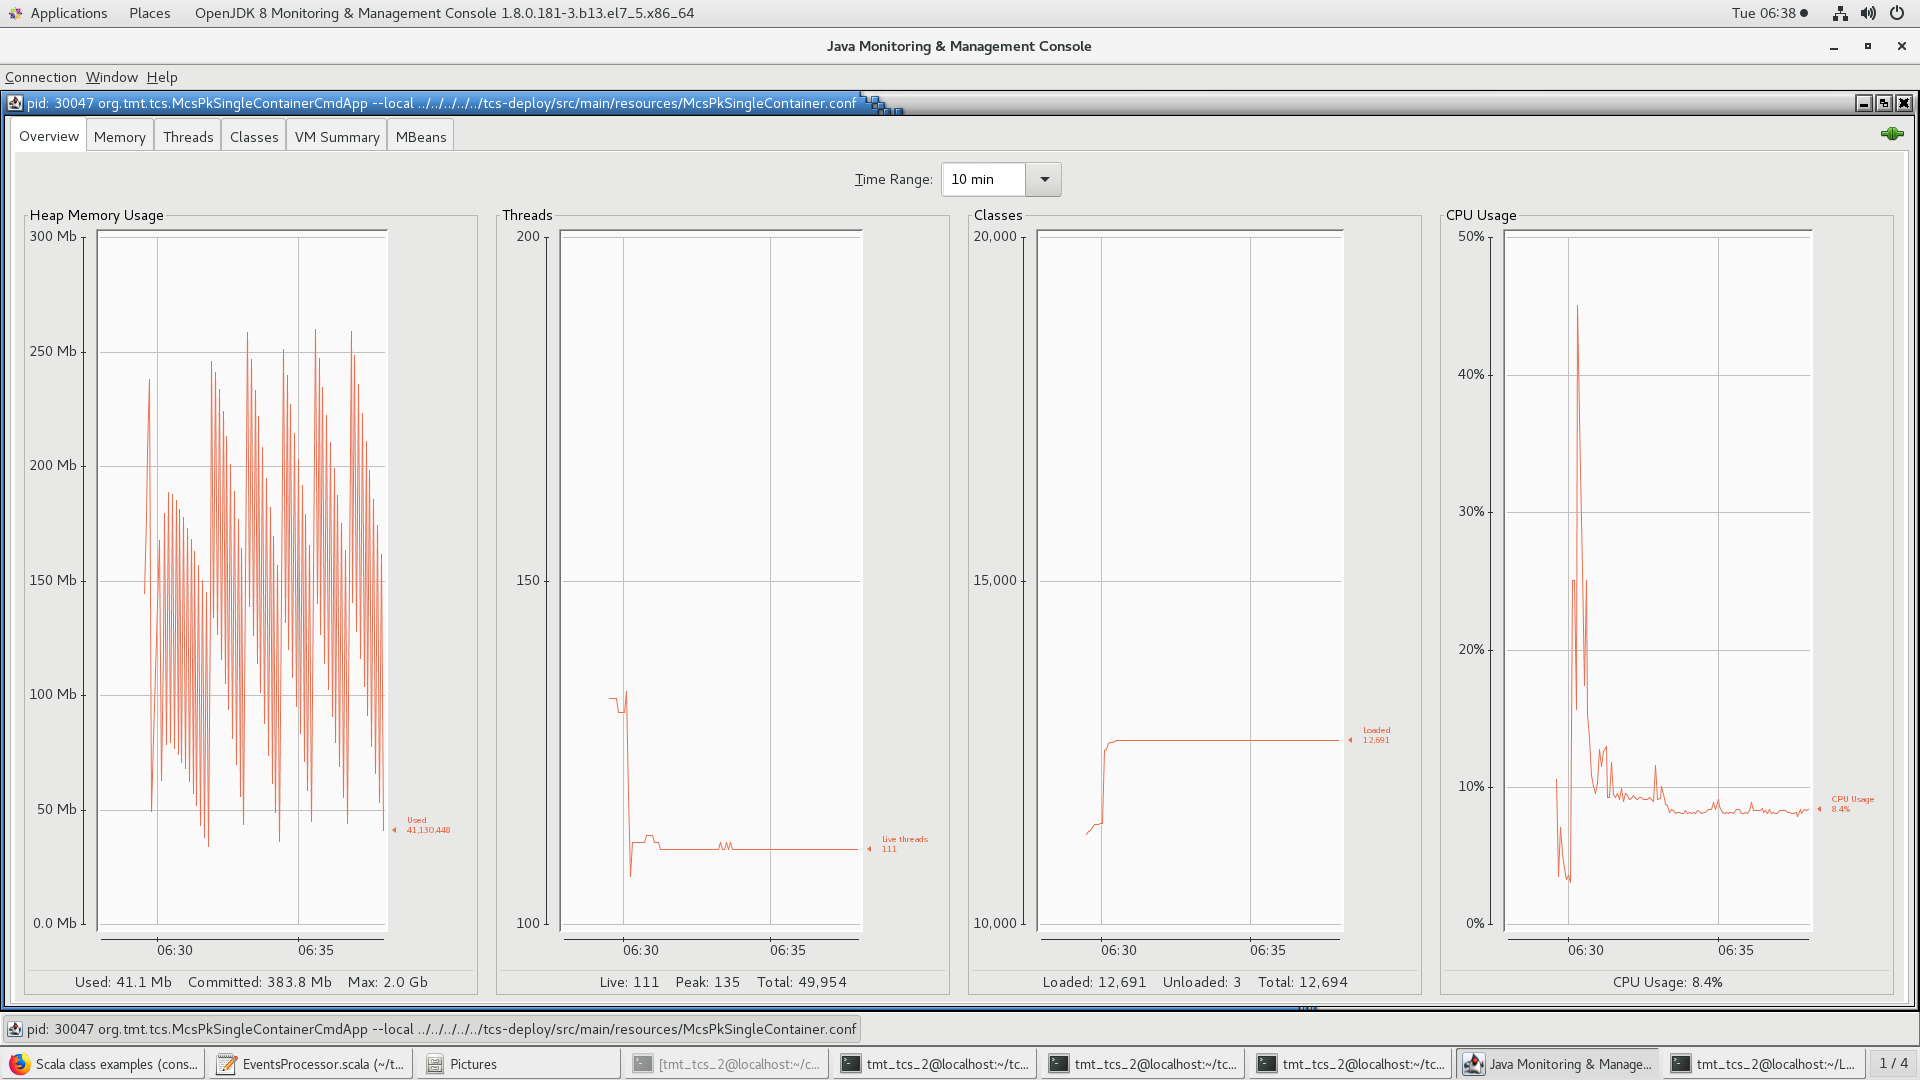 Applications Places OpenJDK 8 Monitoring & Management Console 1.8.0.181-3.b13.el7_5.x86_64 Tue 06:38
Java Monitoring & Management Console
Connection Window Help
pid: 30047 org.tmt.tcs.McsPkSingleContainerCmdApp --local ../../../../../tcs-deploy/src/main/resources/McsPkSingleContainer.conf
Overview Memory Threads Classes VM Summary MBeans
Time Range: 10 min
Heap Memory Usage
300 Mb
250 Mb
200 Mb
150 Mb
100 Mb
50 Mb
0.0 Mb
Used
41,130,448
06:30 06:35
Used: 41.1 Mb Committed: 383.8 Mb Max: 2.0 Gb
Threads
200
150
100
Live threads
111
06:30 06:35
Live: 111 Peak: 135 Total: 49,954
Classes
20,000
15,000
10,000
Loaded
12,691
06:30 06:35
Loaded: 12,691 Unloaded: 3 Total: 12,694
CPU Usage
50%
40%
30%
20%
10%
0%
CPU Usage
8.4%
06:30 06:35
CPU Usage: 8.4%
pid: 30047 org.tmt.tcs.McsPkSingleContainerCmdApp --local ../../../../../tcs-deploy/src/main/resources/McsPkSingleContainer.conf
Scala class examples (cons... EventsProcessor.scala (~/t... Pictures [tmt_tcs_2@localhost:~/c... tmt_tcs_2@localhost:~/tc... tmt_tcs_2@localhost:~/tc... tmt_tcs_2@localhost:~/tc... Java Monitoring & Manage... tmt_tcs_2@localhost:~/L... 1 / 4